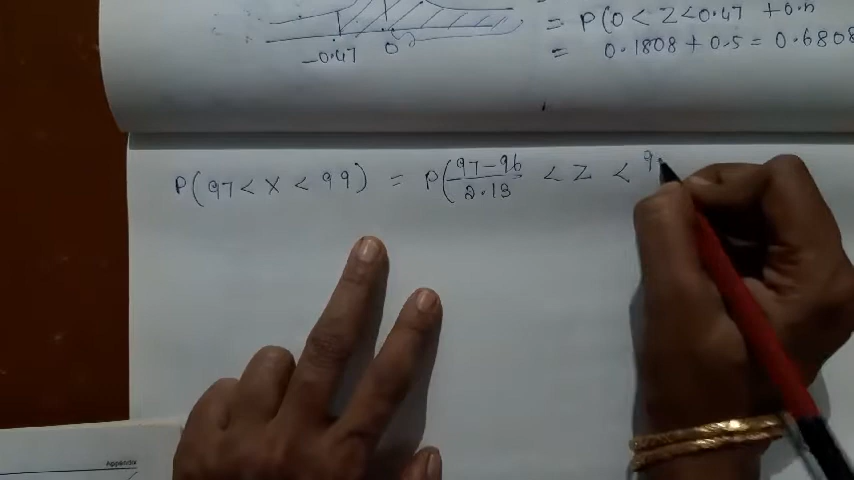 = P(0 < Z < 0.47 +0.5
-0.47 0
= 0.1808 + 0.5 = 0.6808
P(97 < X < 99) = P(97-96/2.13 < Z < 9
Appendix